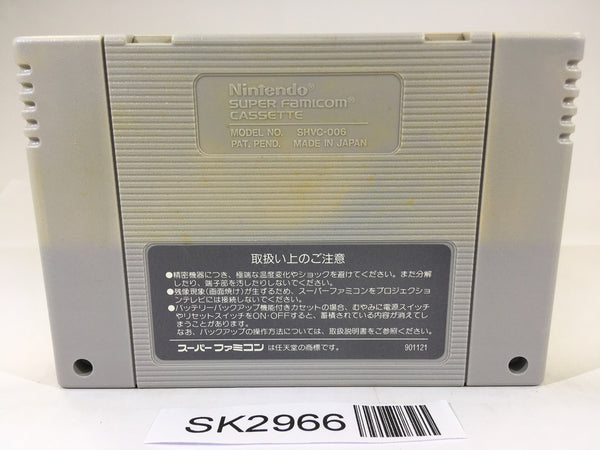 Nintendo®
SUPER FAMICOM®
CASSETTE
MODEL NO. SHVC-006
PAT. PEND. MADE IN JAPAN
取扱い上のご注意
●精密機器につき、極端な温度変化やショックを避けてください。また分解
したり、端子部を汚したりしないでください。
●残像現象(画面焼け)が生ずるため、スーパーファミコンをプロジェクショ
ンテレビには接続しないでください。
●バッテリーバックアップ機能付きカセットの場合、むやみに電源スイッチ
やリセットスイッチをON・OFFすると、蓄積されている内容が消えてし
まうことがあります。
なお、バックアップの操作方法については、取扱説明書をご参照ください。
スーパーファミコン は任天堂の商標です。 901121
SK2966